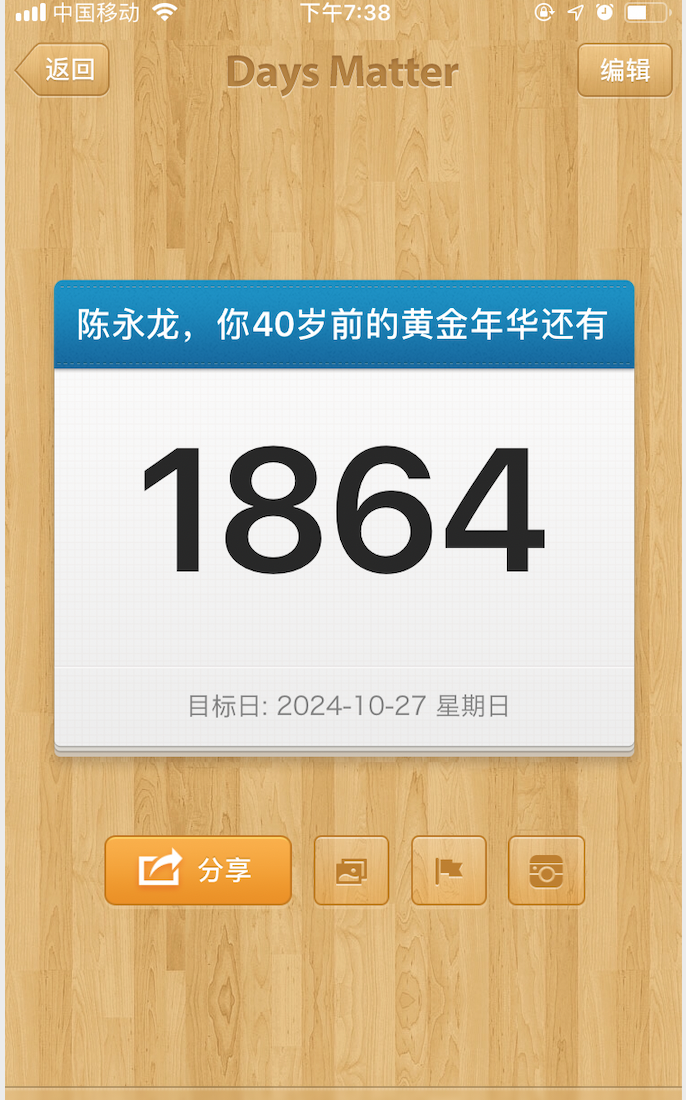 中国移动 下午7:38
返回 Days Matter 编辑
陈永龙，你40岁前的黄金年华还有
1864
目标日: 2024-10-27 星期日
分享